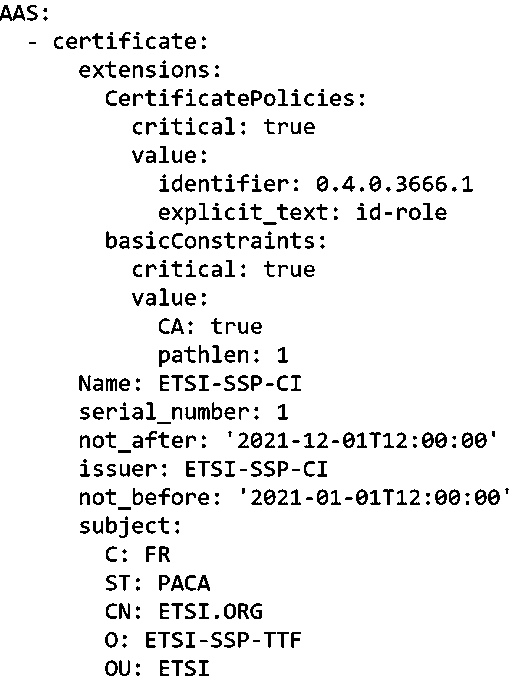 AAS:
  - certificate:
      extensions:
        CertificatePolicies:
          critical: true
          value:
            identifier: 0.4.0.3666.1
            explicit_text: id-role
        basicConstraints:
          critical: true
          value:
            CA: true
            pathlen: 1
      Name: ETSI-SSP-CI
      serial_number: 1
      not_after: '2021-12-01T12:00:00'
      issuer: ETSI-SSP-CI
      not_before: '2021-01-01T12:00:00'
      subject:
        C: FR
        ST: PACA
        CN: ETSI.ORG
        O: ETSI-SSP-TTF
        OU: ETSI